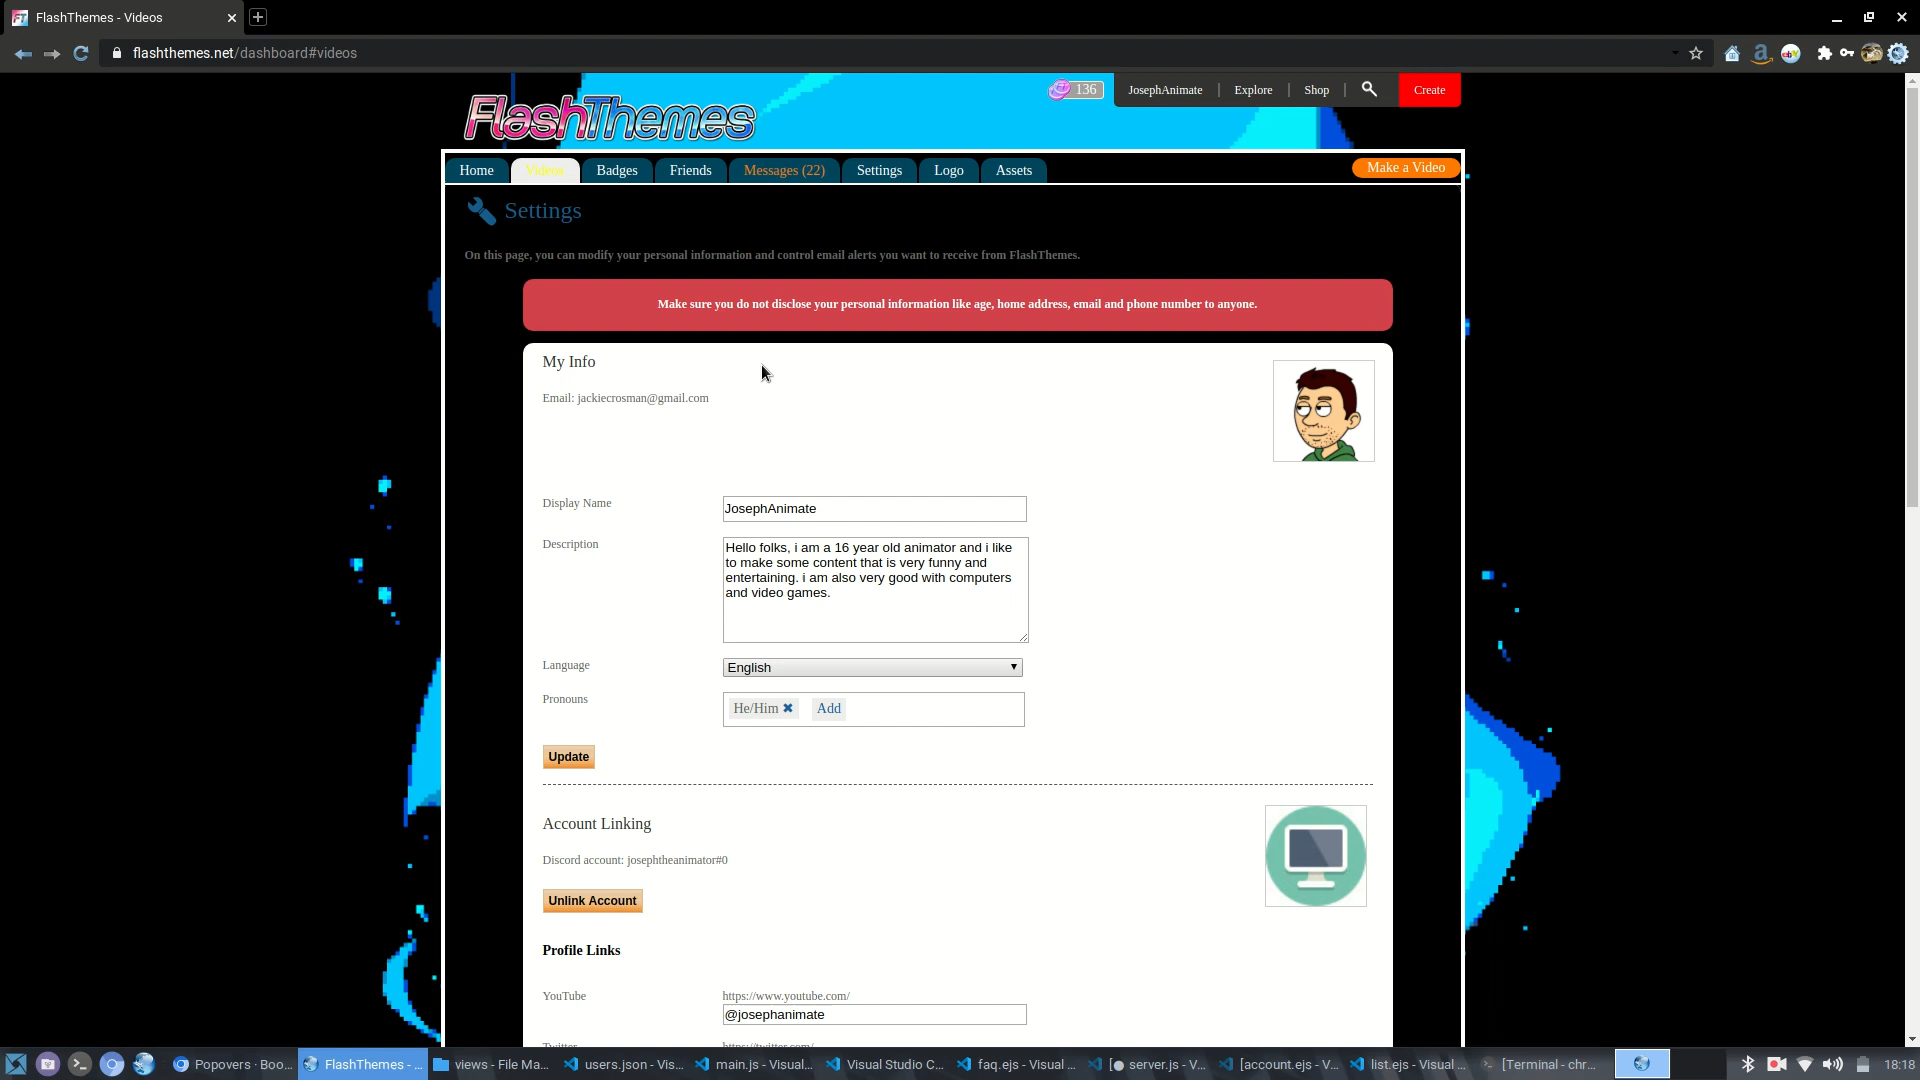 FlashThemes - Videos
flashthemes.net/dashboard#videos
FlashThemes
136
JosephAnimate
Explore
Shop
Create
Home
Videos
Badges
Friends
Messages (22)
Settings
Logo
Assets
Make a Video
Settings
On this page, you can modify your personal information and control email alerts you want to receive from FlashThemes.
Make sure you do not disclose your personal information like age, home address, email and phone number to anyone.
My Info
Email: jackiecrosman@gmail.com
Display Name
JosephAnimate
Description
Hello folks, i am a 16 year old animator and i like
to make some content that is very funny and
entertaining. i am also very good with computers
and video games.
Language
English
Pronouns
He/Him
Add
Update
Account Linking
Discord account: josephtheanimator#0
Unlink Account
Profile Links
YouTube
https://www.youtube.com/
@josephanimate
Twitter
https://twitter.com/
Popovers · Boo...
FlashThemes - ...
views - File Ma...
users.json - Vis...
main.js - Visual...
Visual Studio C...
faq.ejs - Visual ...
[● server.js - V...
[account.ejs - V...
list.ejs - Visual ...
[Terminal - chr...
18:18